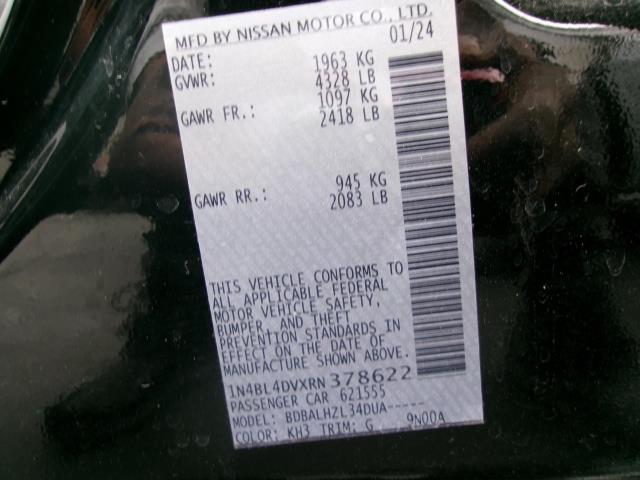 MFD BY NISSAN MOTOR CO., LTD.
DATE: 01/24
GVWR: 1963 KG
4328 LB
GAWR FR.: 1097 KG
2418 LB
GAWR RR.: 945 KG
2083 LB
THIS VEHICLE CONFORMS TO
ALL APPLICABLE FEDERAL
MOTOR VEHICLE SAFETY,
BUMPER, AND THEFT
PREVENTION STANDARDS IN
EFFECT ON THE DATE OF
MANUFACTURE SHOWN ABOVE.
1N4BL4DVXRN378622
PASSENGER CAR 621555
MODEL: BDBALHZL34DUA-----
COLOR: KH3 TRIM: G 9N00A